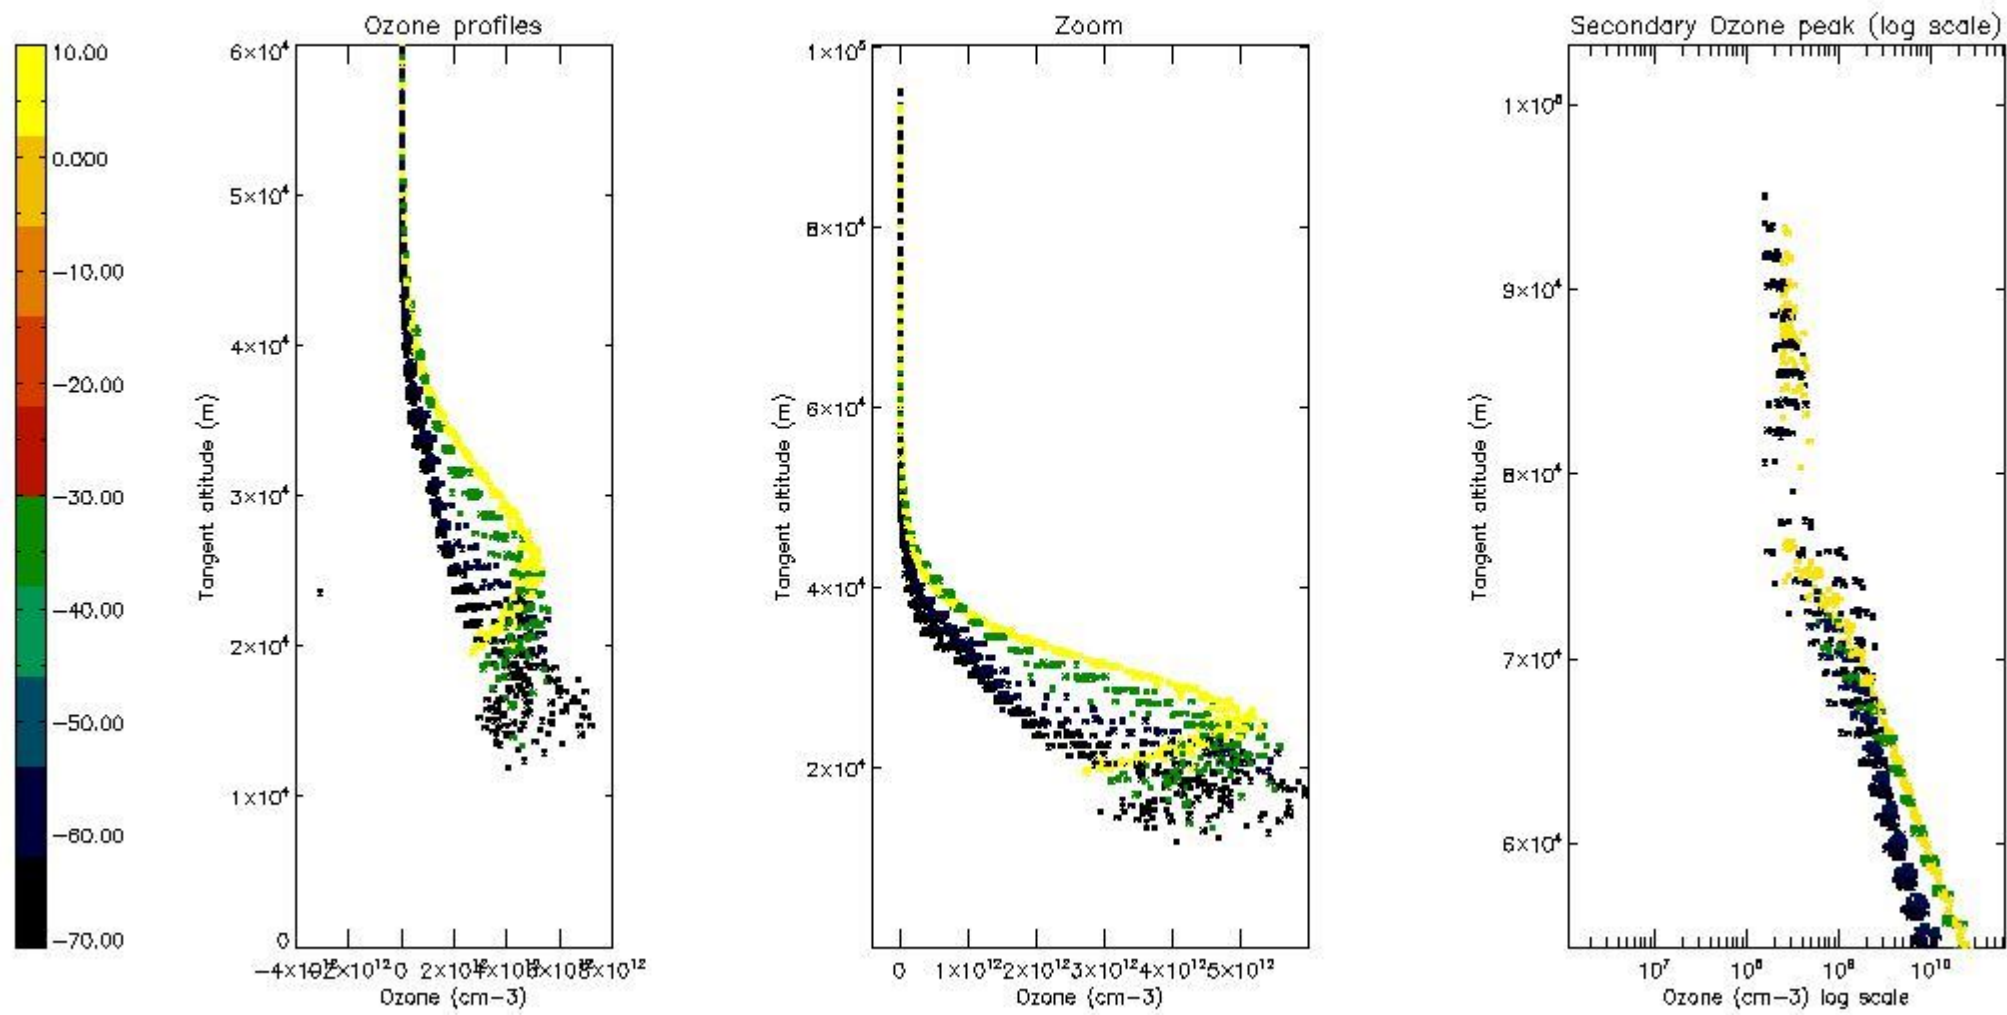 Ozone profiles
Zoom
Secondary Ozone peak (log scale)
10.00
0.000
−10.00
−20.00
−30.00
−40.00
−50.00
−60.00
−70.00
6×10⁴
5×10⁴
4×10⁴
3×10⁴
2×10⁴
1×10⁴
0
Tangent altitude (m)
0
Ozone (cm−3)
1×10⁵
8×10⁴
6×10⁴
4×10⁴
2×10⁴
Tangent altitude (m)
0 1×10¹² 2×10¹² 3×10¹² 4×10¹² 5×10¹²
Ozone (cm−3)
9×10⁴
8×10⁴
7×10⁴
6×10⁴
Tangent altitude (m)
10⁷ 10⁸ 10⁹ 10¹⁰
Ozone (cm−3) log scale